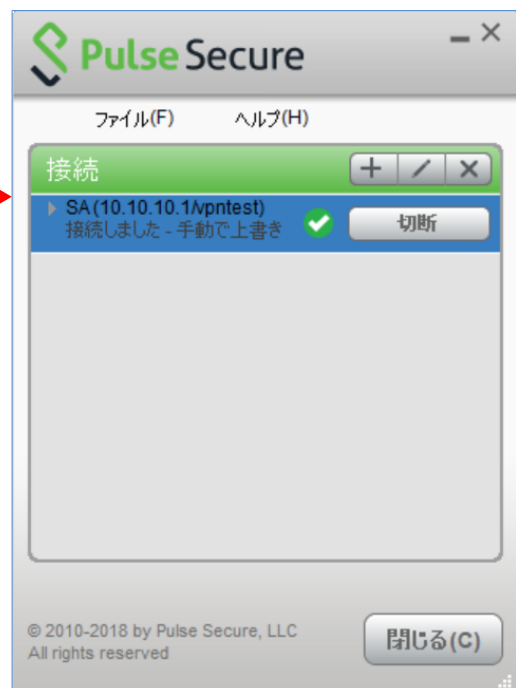 Pulse Secure
ファイル(F) ヘルプ(H)
接続
SA (10.10.10.1/vpntest)
接続しました - 手動で上書き
切断
© 2010-2018 by Pulse Secure, LLC
All rights reserved
閉じる(C)